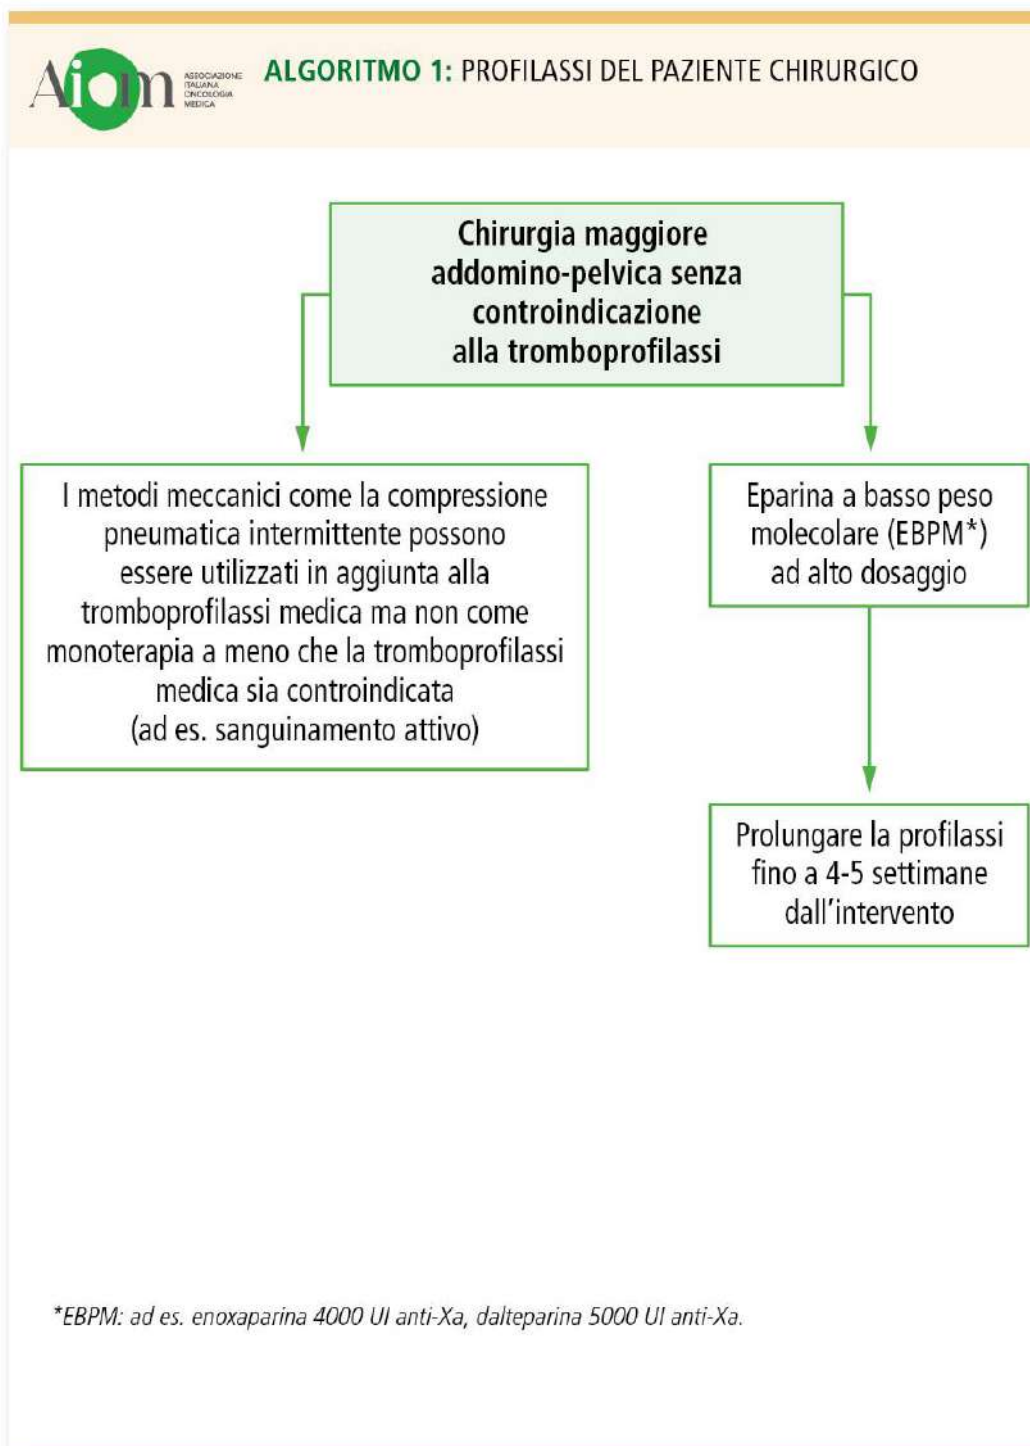 Aiom
ASSOCIAZIONE
ITALIANA
ONCOLOGIA
MEDICA
ALGORITMO 1: PROFILASSI DEL PAZIENTE CHIRURGICO
Chirurgia maggiore
addomino-pelvica senza
controindicazione
alla tromboprofilassi
I metodi meccanici come la compressione
pneumatica intermittente possono
essere utilizzati in aggiunta alla
tromboprofilassi medica ma non come
monoterapia a meno che la tromboprofilassi
medica sia controindicata
(ad es. sanguinamento attivo)
Eparina a basso peso
molecolare (EBPM*)
ad alto dosaggio
Prolungare la profilassi
fino a 4-5 settimane
dall'intervento
*EBPM: ad es. enoxaparina 4000 UI anti-Xa, dalteparina 5000 UI anti-Xa.